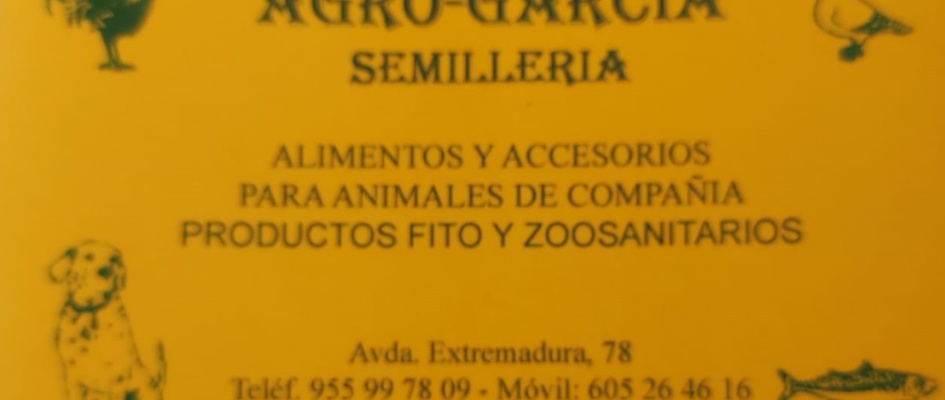 AGRO-GARCIA
SEMILLERIA
ALIMENTOS Y ACCESORIOS
PARA ANIMALES DE COMPAÑIA
PRODUCTOS FITO Y ZOOSANITARIOS
Avda. Extremadura, 78
Teléf. 955 99 78 09 - Móvil: 605 26 46 16